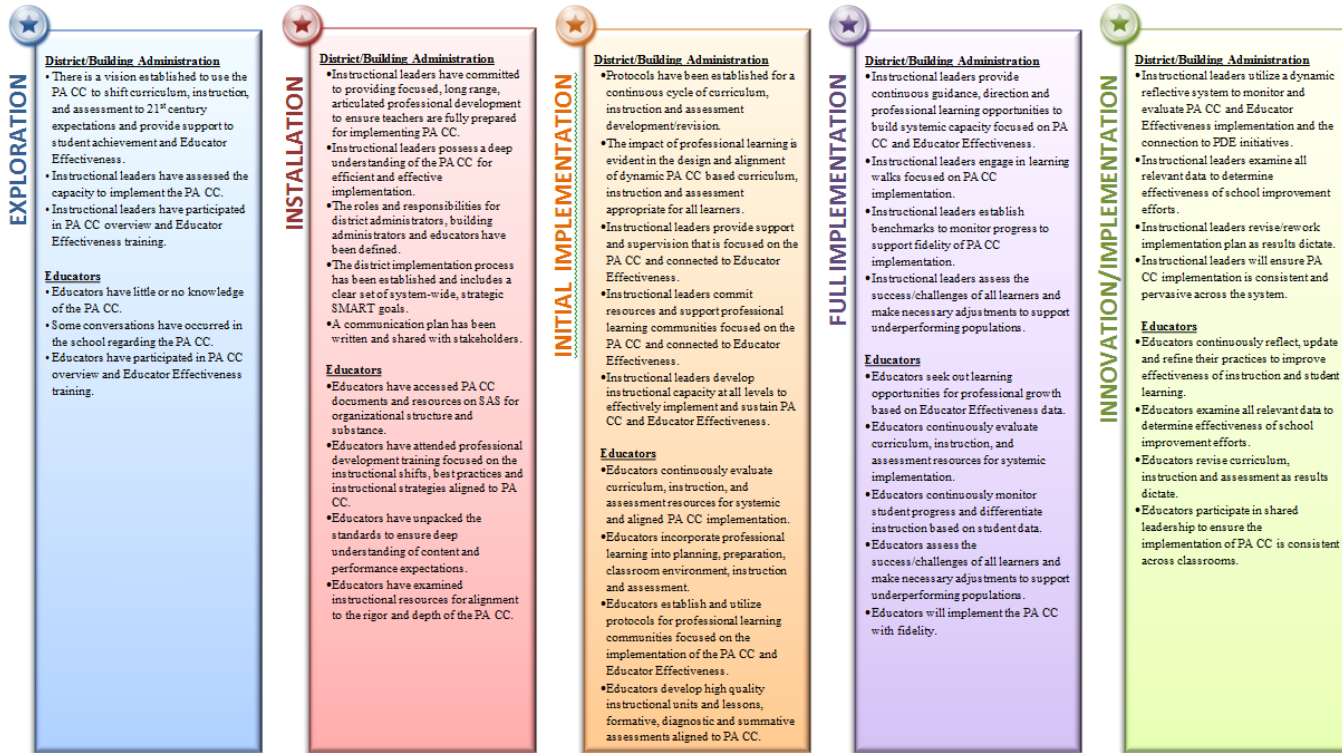 EXPLORATION
District/Building Administration
• There is a vision established to use the
PA CC to shift curriculum, instruction,
and assessment to 21st century
expectations and provide support to
student achievement and Educator
Effectiveness.
• Instructional leaders have assessed the
capacity to implement the PA CC.
• Instructional leaders have participated
in PA CC overview and Educator
Effectiveness training.
Educators
• Educators have little or no knowledge
of the PA CC.
• Some conversations have occurred in
the school regarding the PA CC.
• Educators have participated in PA CC
overview and Educator Effectiveness
training.
INSTALLATION
District/Building Administration
•Instructional leaders have committed
to providing focused, long range,
articulated professional development
to ensure teachers are fully prepared
for implementing PA CC.
•Instructional leaders possess a deep
understanding of the PA CC for
efficient and effective
implementation.
•The roles and responsibilities for
district administrators, building
administrators and educators have
been defined.
•The district implementation process
has been established and includes a
clear set of system-wide, strategic
SMART goals.
•A communication plan has been
written and shared with stakeholders.
Educators
•Educators have accessed PA CC
documents and resources on SAS for
organizational structure and
substance.
•Educators have attended professional
development training focused on the
instructional shifts, best practices and
instructional strategies aligned to PA
CC.
•Educators have unpacked the
standards to ensure deep
understanding of content and
performance expectations.
•Educators have examined
instructional resources for alignment
to the rigor and depth of the PA CC.
INITIAL IMPLEMENTATION
District/Building Administration
•Protocols have been established for a
continuous cycle of curriculum,
instruction and assessment
development/revision.
•The impact of professional learning is
evident in the design and alignment
of dynamic PA CC based curriculum,
instruction and assessment
appropriate for all learners.
•Instructional leaders provide support
and supervision that is focused on the
PA CC and connected to Educator
Effectiveness.
•Instructional leaders commit
resources and support professional
learning communities focused on the
PA CC and connected to Educator
Effectiveness.
•Instructional leaders develop
instructional capacity at all levels to
effectively implement and sustain PA
CC and Educator Effectiveness.
Educators
•Educators continuously evaluate
curriculum, instruction, and
assessment resources for systemic
and aligned PA CC implementation.
•Educators incorporate professional
learning into planning, preparation,
classroom environment, instruction
and assessment.
•Educators establish and utilize
protocols for professional learning
communities focused on the
implementation of the PA CC and
Educator Effectiveness.
•Educators develop high quality
instructional units and lessons,
formative, diagnostic and summative
assessments aligned to PA CC.
FULL IMPLEMENTATION
District/Building Administration
•Instructional leaders provide
continuous guidance, direction and
professional learning opportunities to
build systemic capacity focused on PA
CC and Educator Effectiveness.
•Instructional leaders engage in learning
walks focused on PA CC
implementation.
•Instructional leaders establish
benchmarks to monitor progress to
support fidelity of PA CC
implementation.
•Instructional leaders assess the
success/challenges of all learners and
make necessary adjustments to support
underperforming populations.
Educators
•Educators seek out learning
opportunities for professional growth
based on Educator Effectiveness data.
•Educators continuously evaluate
curriculum, instruction, and
assessment resources for systemic
implementation.
•Educators continuously monitor
student progress and differentiate
instruction based on student data.
•Educators assess the
success/challenges of all learners and
make necessary adjustments to support
underperforming populations.
•Educators will implement the PA CC
with fidelity.
INNOVATION/IMPLEMENTATION
District/Building Administration
•Instructional leaders utilize a dynamic
reflective system to monitor and
evaluate PA CC and Educator
Effectiveness implementation and the
connection to PDE initiatives.
•Instructional leaders examine all
relevant data to determine
effectiveness of school improvement
efforts.
•Instructional leaders revise/rework
implementation plan as results dictate.
•Instructional leaders will ensure PA
CC implementation is consistent and
pervasive across the system.
Educators
•Educators continuously reflect, update
and refine their practices to improve
effectiveness of instruction and student
learning.
•Educators examine all relevant data to
determine effectiveness of school
improvement efforts.
•Educators revise curriculum,
instruction and assessment as results
dictate.
•Educators participate in shared
leadership to ensure the
implementation of PA CC is consistent
across classrooms.